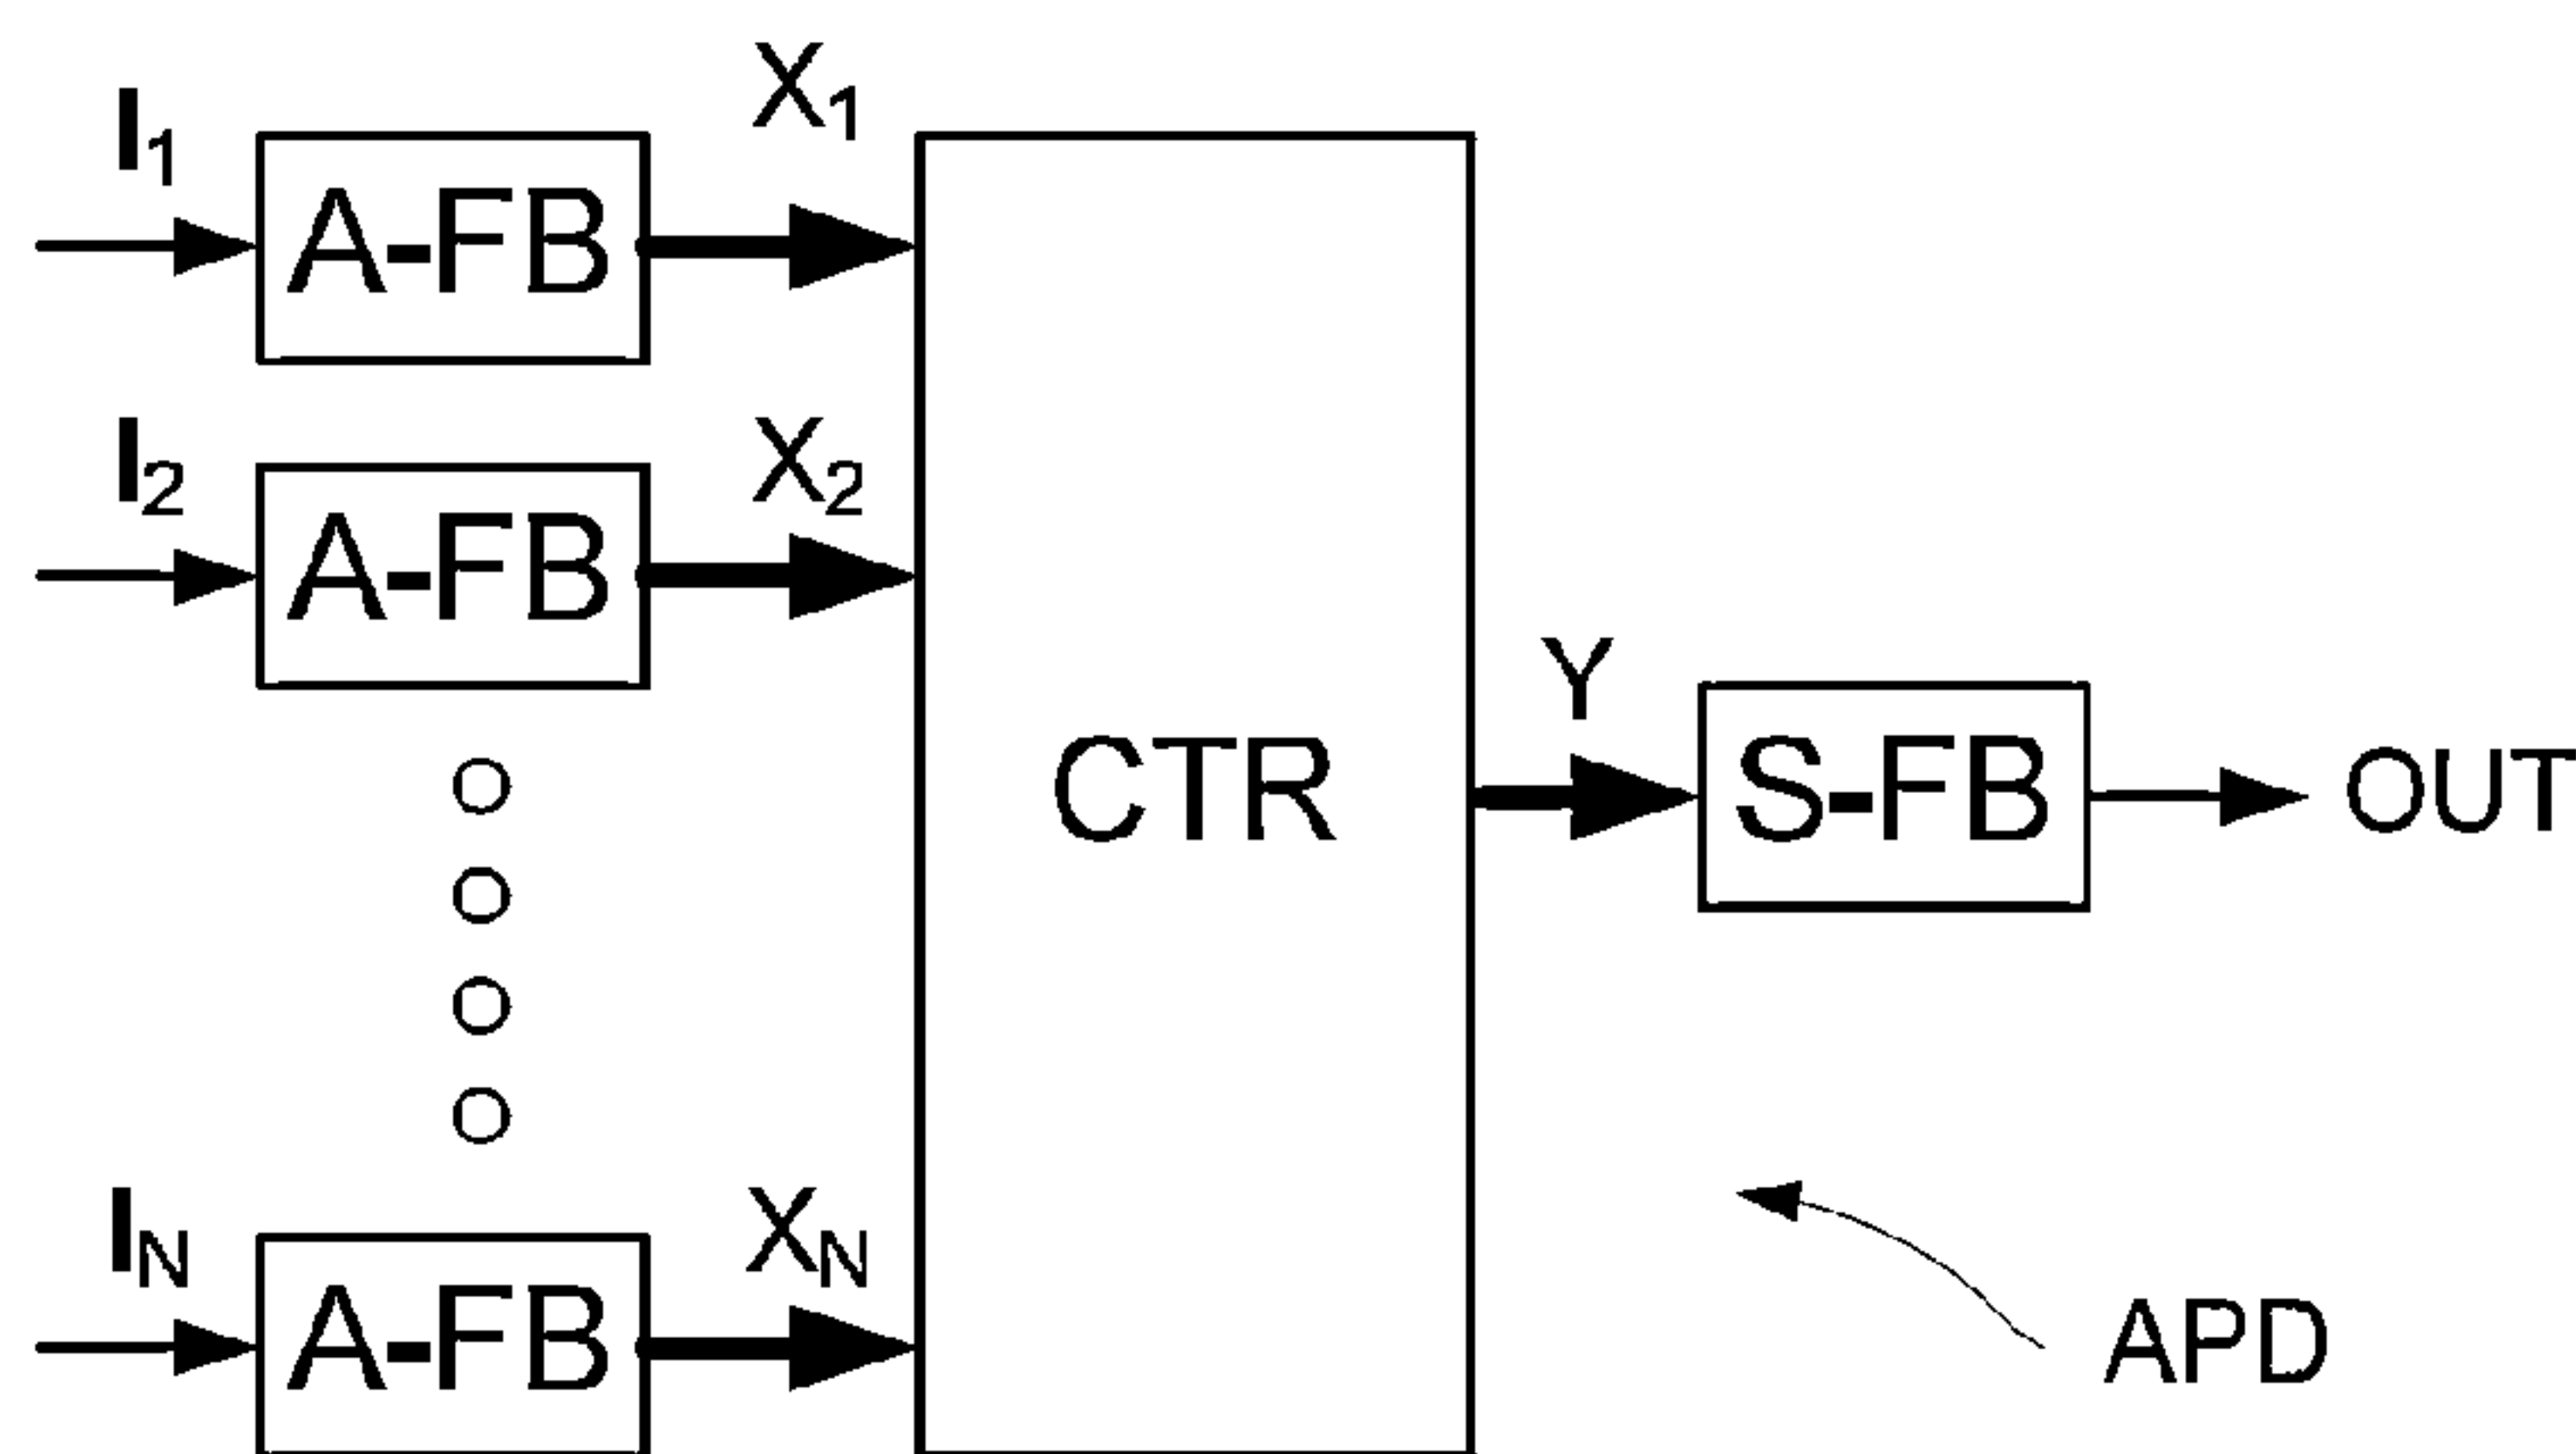 I1
A-FB
X1
I2
A-FB
X2
CTR
Y
S-FB
OUT
IN
A-FB
XN
APD